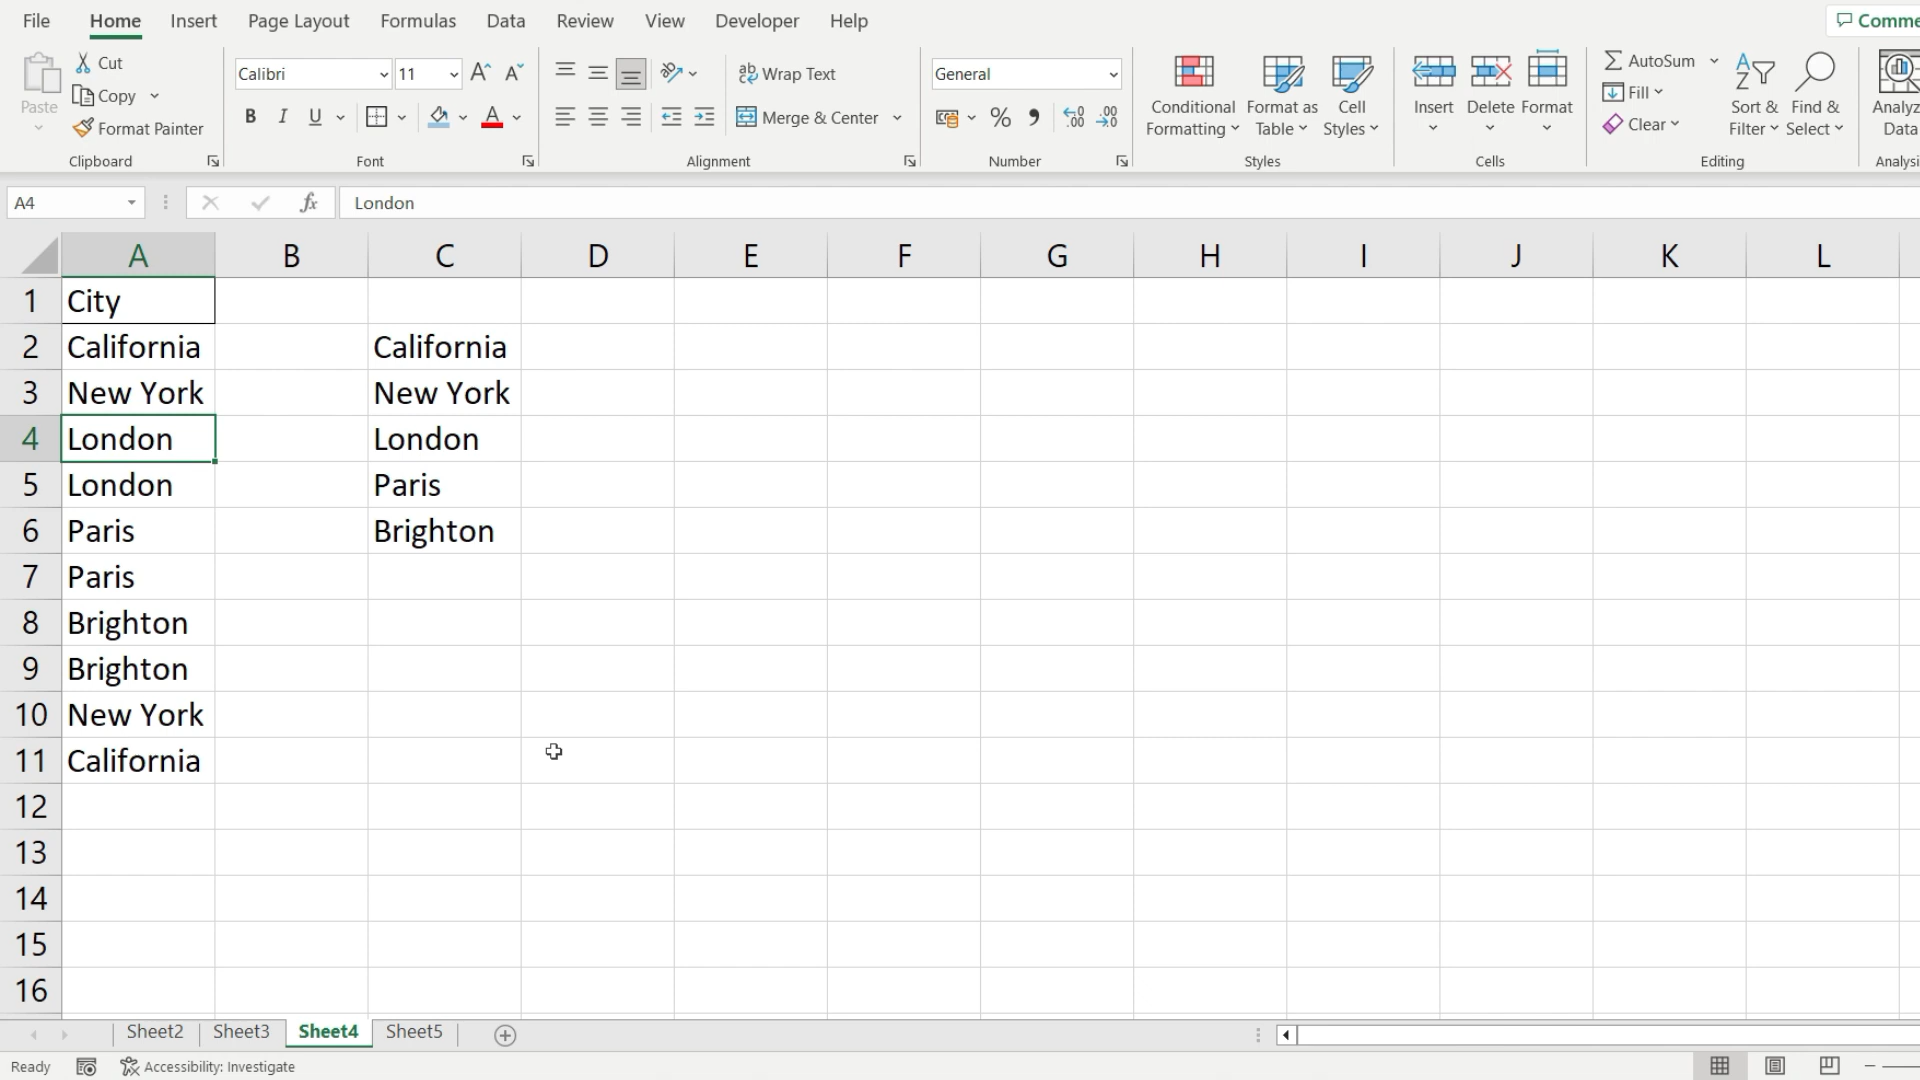 File Home Insert Page Layout Formulas Data Review View Developer Help Comme
Paste Cut Copy Format Painter Clipboard
Calibri 11 B I U A Font
ab Wrap Text Merge & Center Alignment
General % Number
Conditional Formatting Format as Table Cell Styles Styles
Insert Delete Format Cells
AutoSum Fill Clear Sort & Filter Find & Select Editing
Analyz Data Analysi
A4 fx London
A B C D E F G H I J K L
1 City
2 California California
3 New York New York
4 London London
5 London Paris
6 Paris Brighton
7 Paris
8 Brighton
9 Brighton
10 New York
11 California
12
13
14
15
16
Sheet2 Sheet3 Sheet4 Sheet5
Ready Accessibility: Investigate